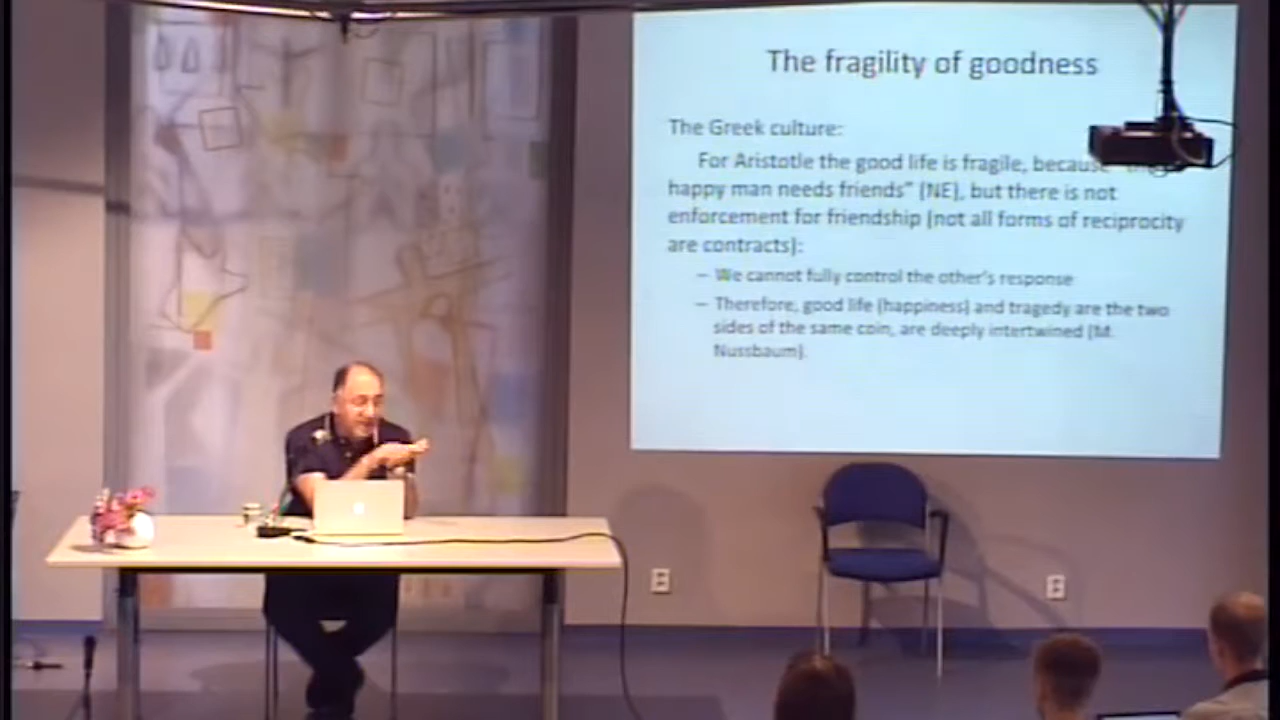 The fragility of goodness
The Greek culture:
For Aristotle the good life is fragile, because
happy man needs friends" (NE), but there is not
enforcement for friendship (not all forms of reciprocity
are contracts):
– We cannot fully control the other's response
– Therefore, good life (happiness) and tragedy are the two
sides of the same coin, are deeply intertwined (M.
Nussbaum).